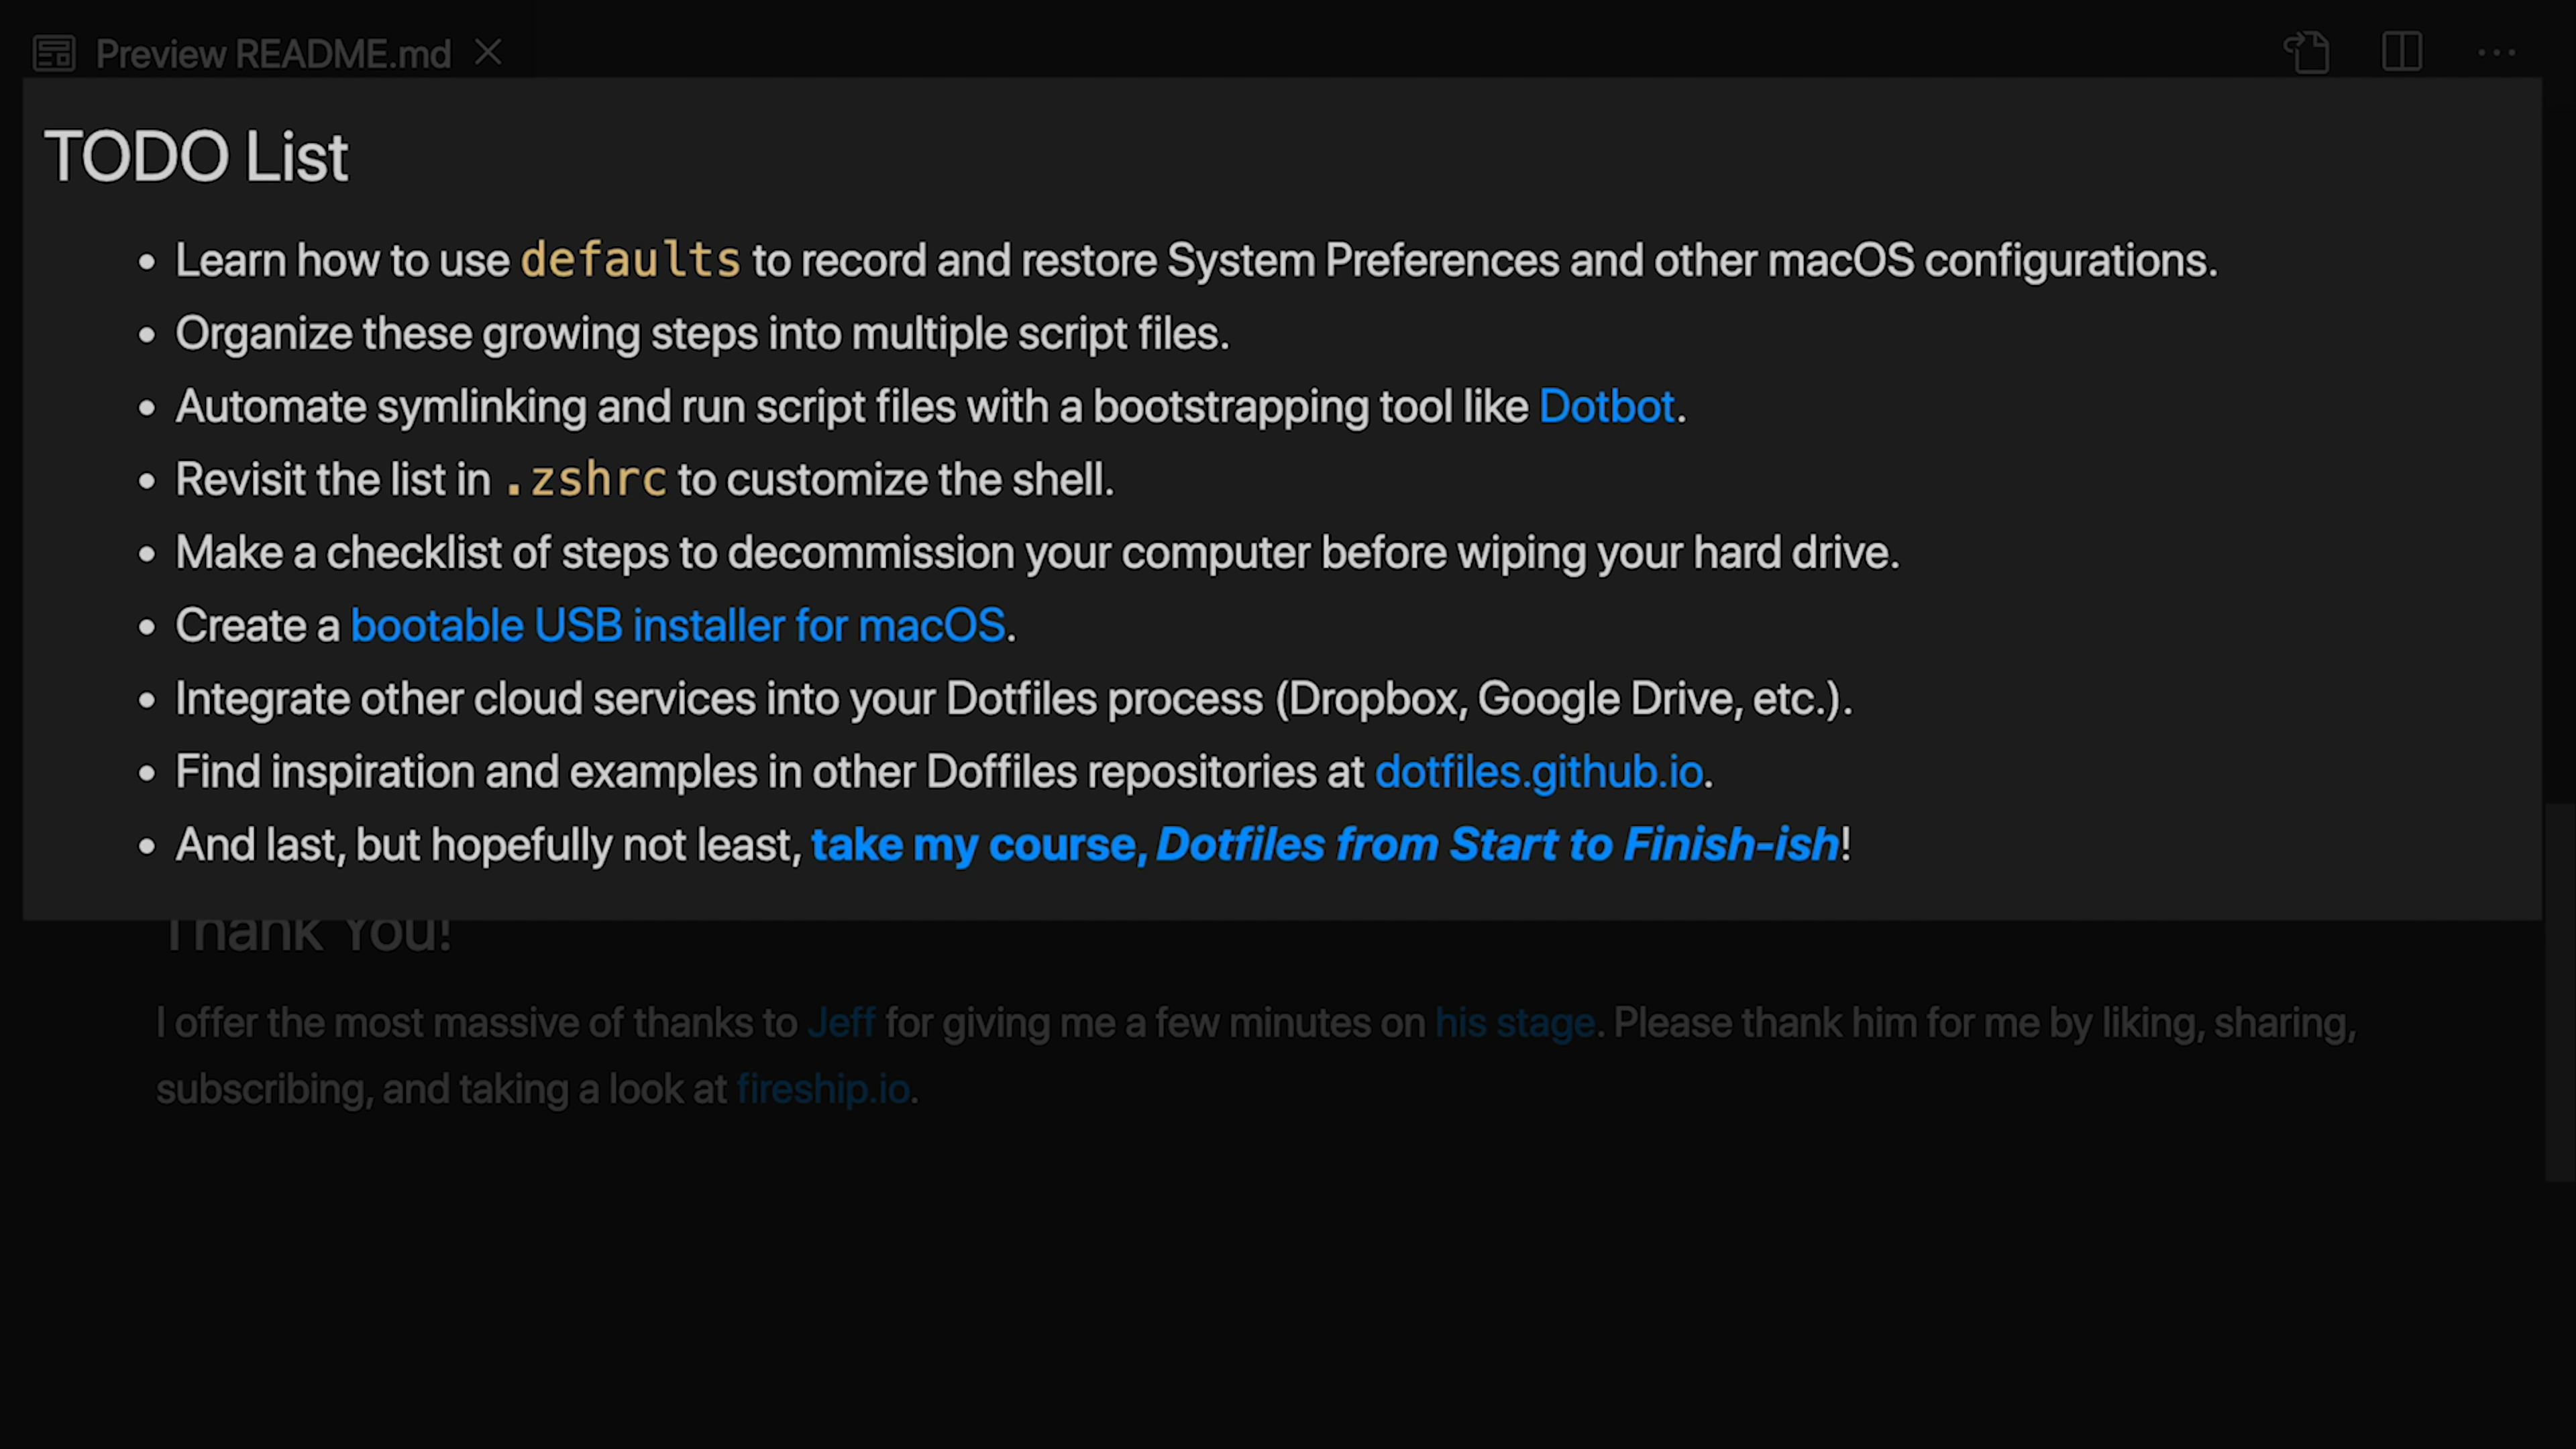 Preview README.md
TODO List
• Learn how to use defaults to record and restore System Preferences and other macOS configurations.
• Organize these growing steps into multiple script files.
• Automate symlinking and run script files with a bootstrapping tool like Dotbot.
• Revisit the list in .zshrc to customize the shell.
• Make a checklist of steps to decommission your computer before wiping your hard drive.
• Create a bootable USB installer for macOS.
• Integrate other cloud services into your Dotfiles process (Dropbox, Google Drive, etc.).
• Find inspiration and examples in other Doffiles repositories at dotfiles.github.io.
• And last, but hopefully not least, take my course, Dotfiles from Start to Finish-ish!
Thank You!
I offer the most massive of thanks to Jeff for giving me a few minutes on his stage. Please thank him for me by liking, sharing,
subscribing, and taking a look at fireship.io.